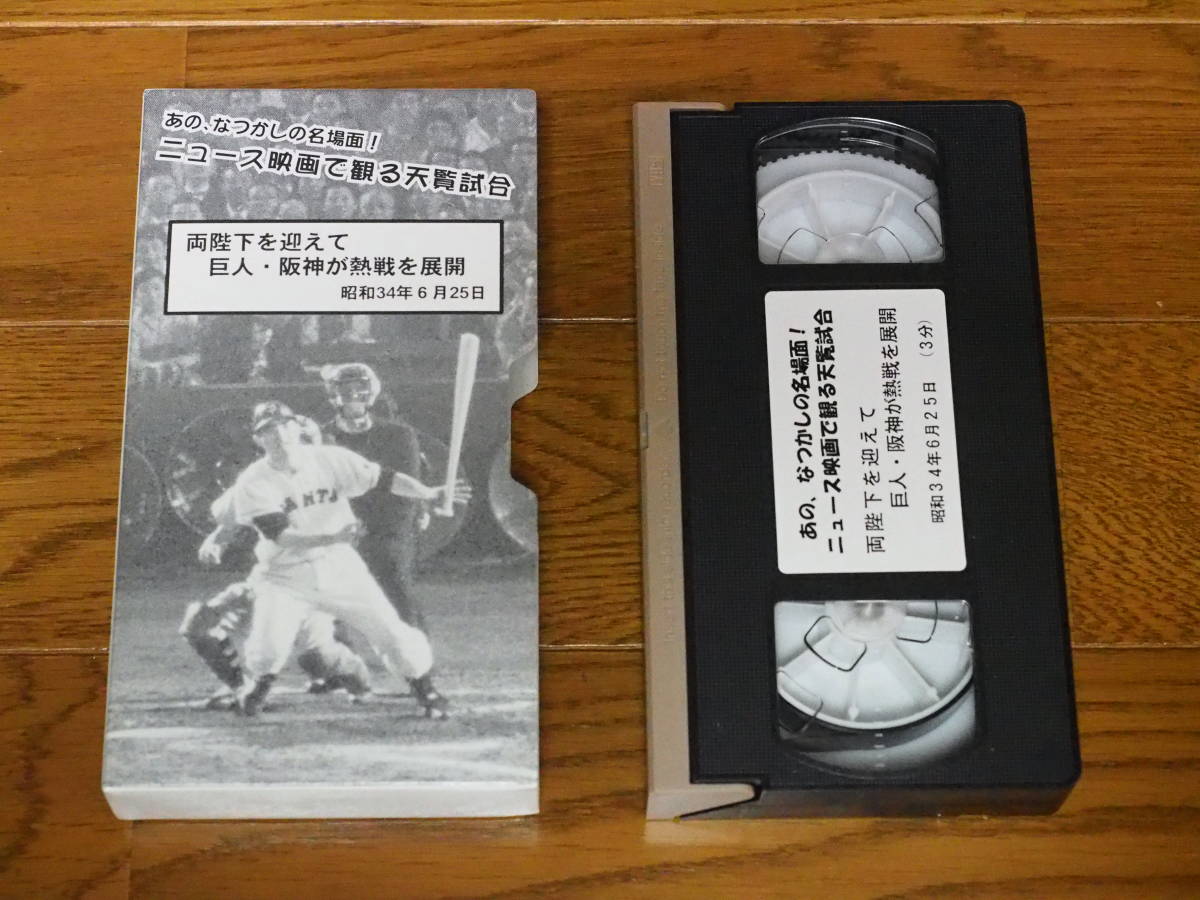 あの、なつかしの名場面！
ニュース映画で観る天覧試合
両陛下を迎えて
巨人・阪神が熱戦を展開
昭和34年6月25日
あの、なつかしの名場面！
ニュース映画で観る天覧試合
両陛下を迎えて
巨人・阪神が熱戦を展開
昭和34年6月25日 （3分）